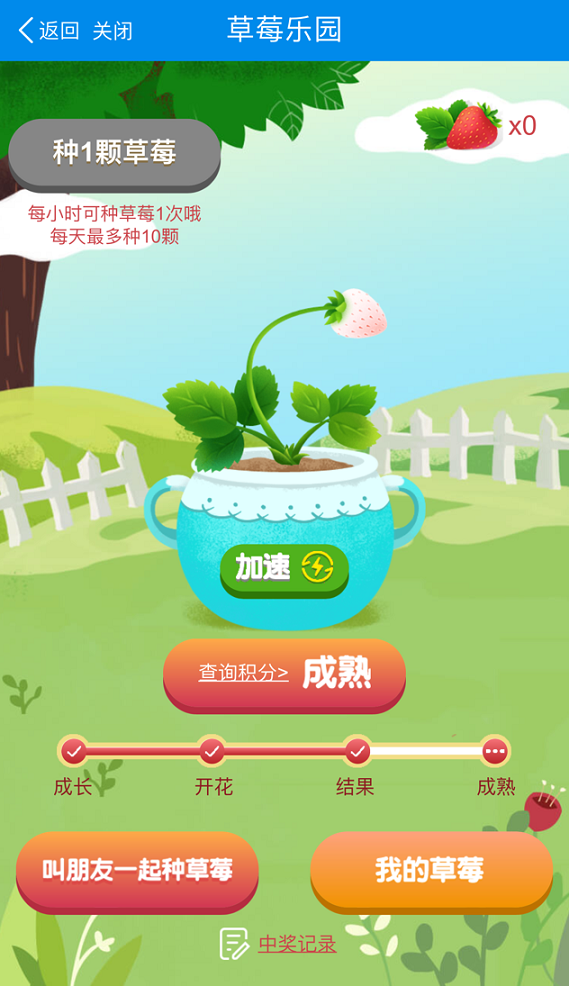 返回 关闭 草莓乐园
种1颗草莓
x0
每小时可种草莓1次哦
每天最多种10颗
加速
查询积分> 成熟
成长 开花 结果 成熟
叫朋友一起种草莓 我的草莓
中奖记录